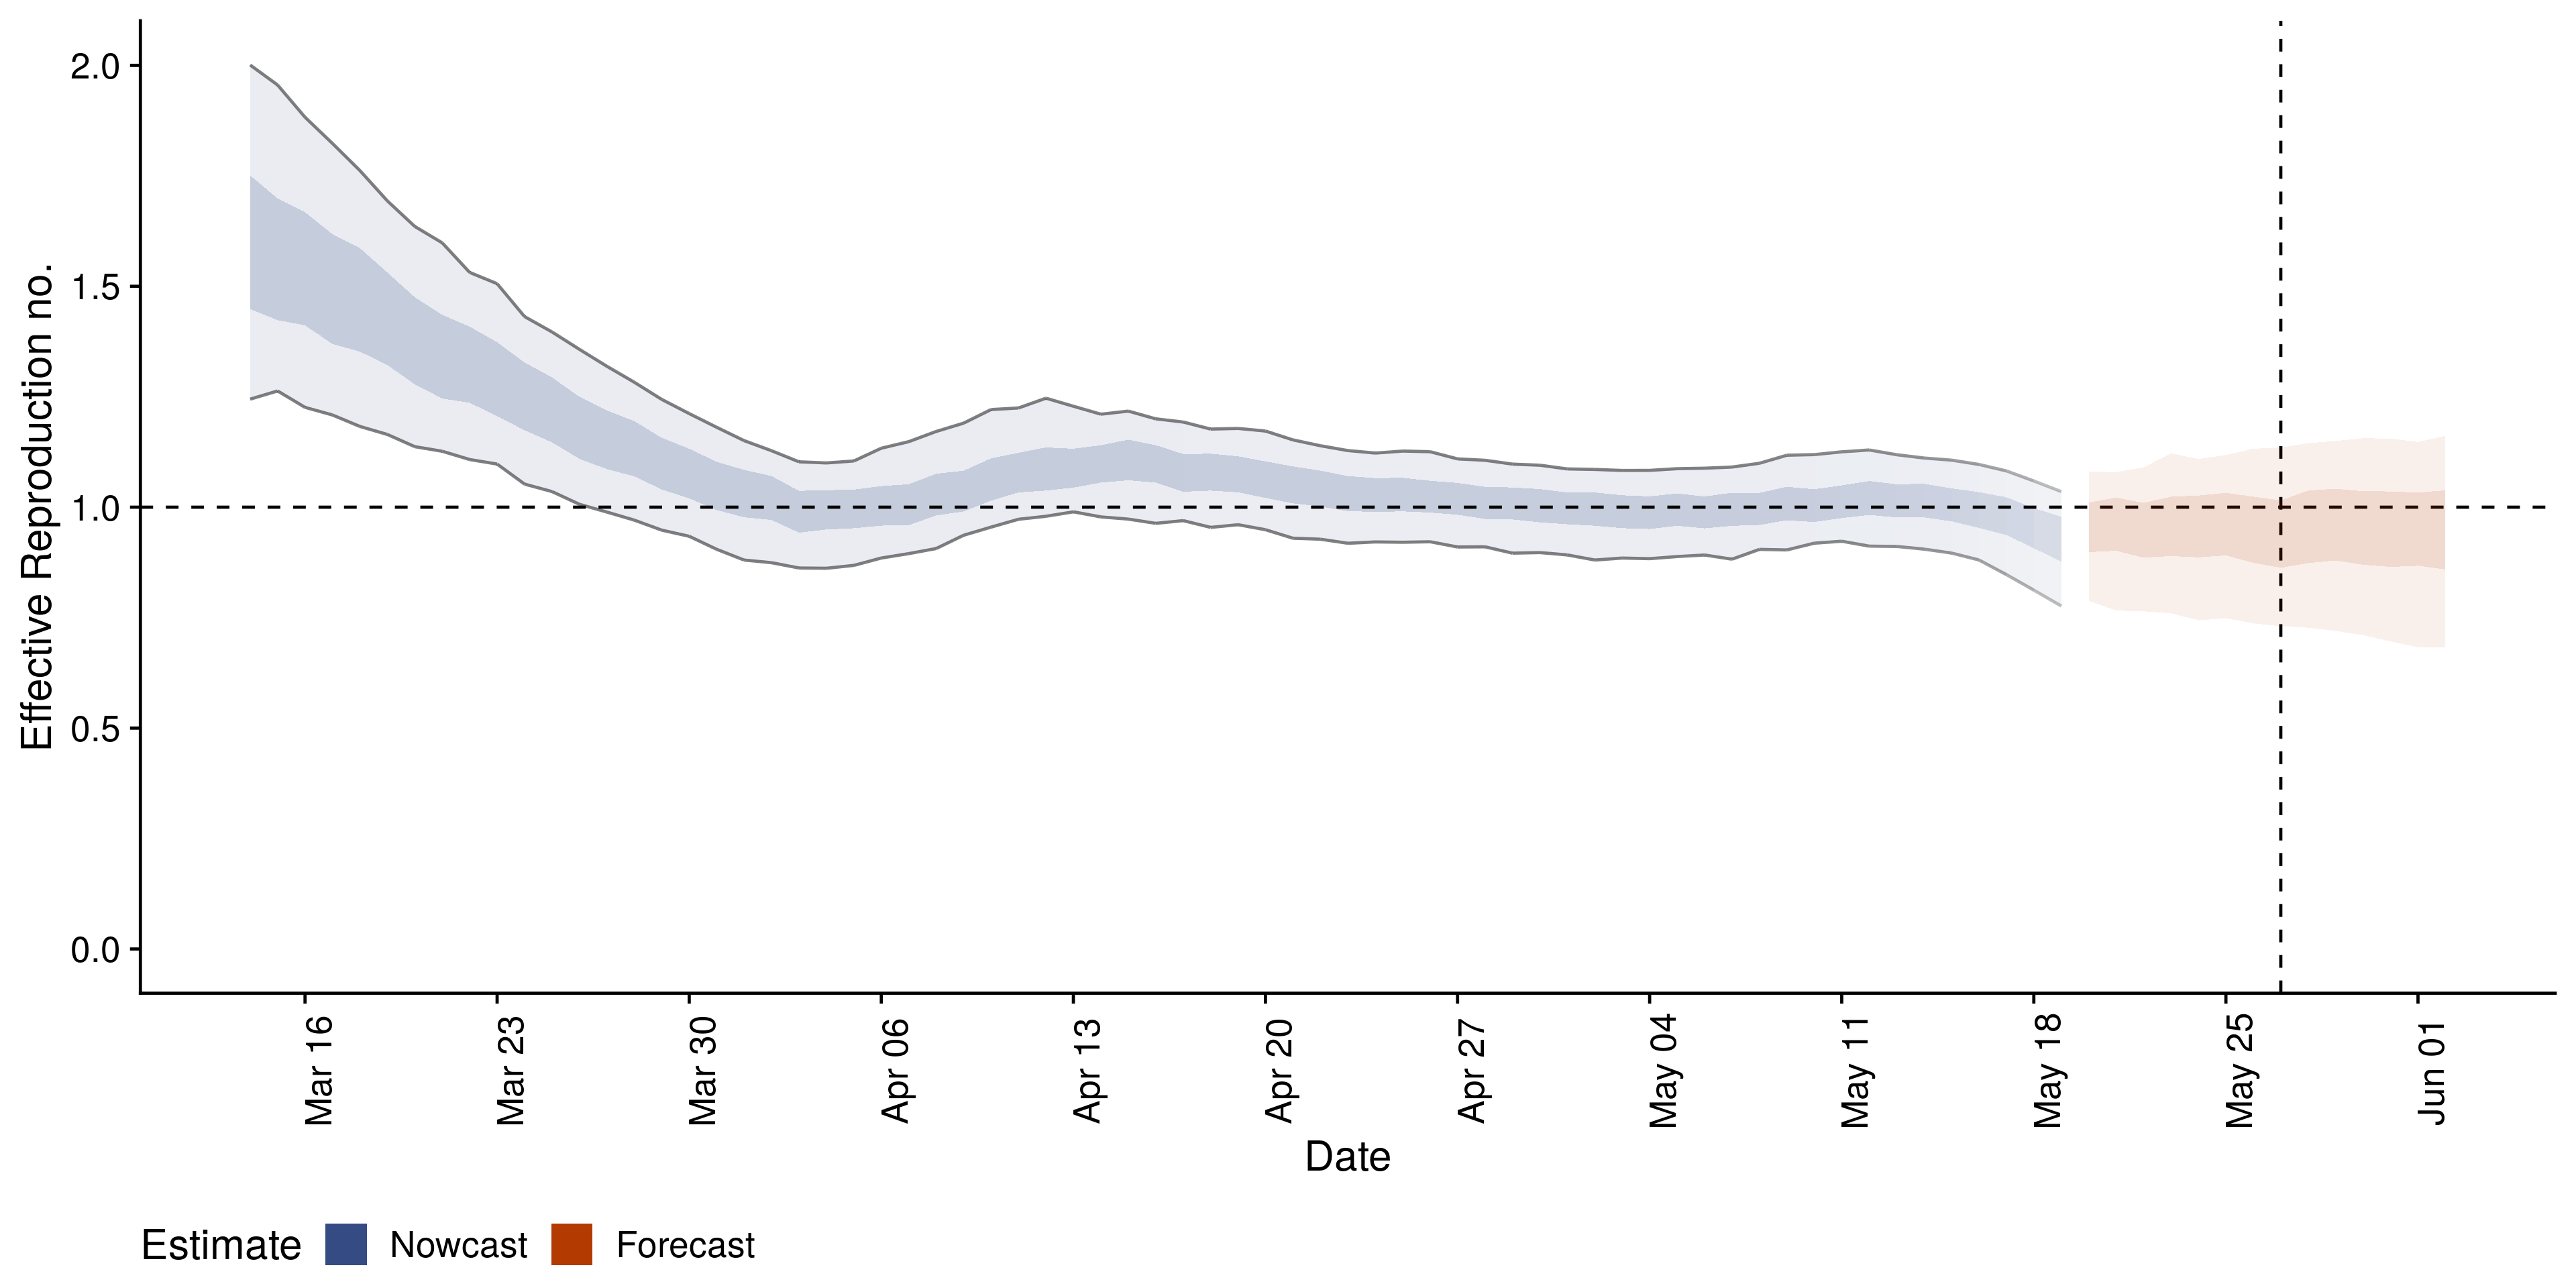 Effective Reproduction no.
2.0
1.5
1.0
0.5
0.0
Mar 16
Mar 23
Mar 30
Apr 06
Apr 13
Apr 20
Apr 27
May 04
May 11
May 18
May 25
Jun 01
Date
Estimate Nowcast Forecast